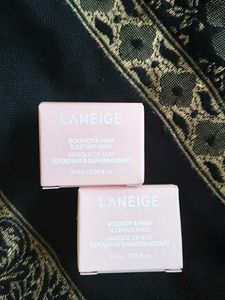 LANEIGE
BOUNCY & FIRM
SLEEPING MASK
MASQUE DE NUIT
REPULPANT & RAFFERMISSANT
10 mL / 0.33 fl. oz.
LANEIGE
BOUNCY & FIRM
SLEEPING MASK
MASQUE DE NUIT
REPULPANT & RAFFERMISSANT
10 mL / 0.33 fl. oz.